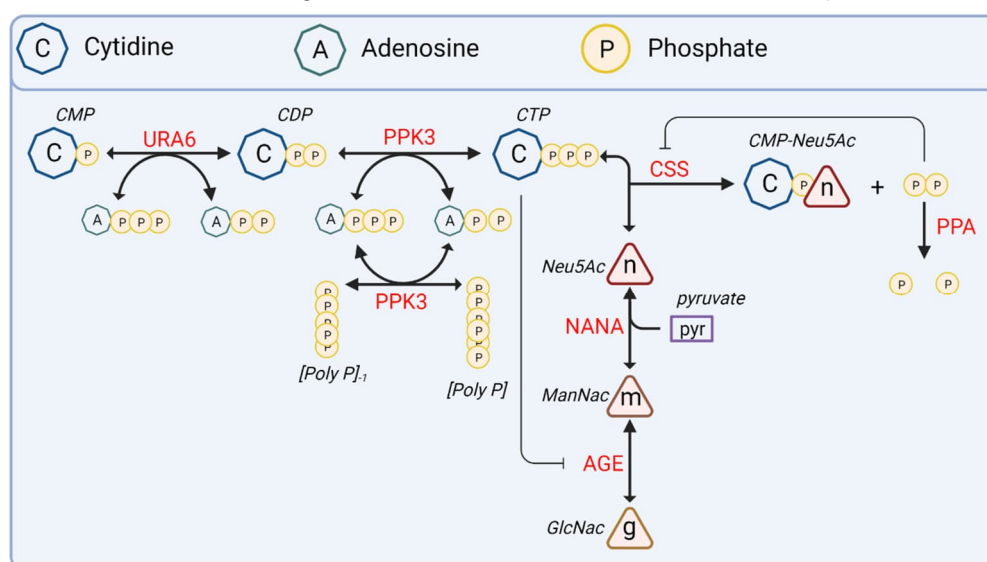 C Cytidine A Adenosine P Phosphate
CMP URA6 CDP PPK3 CTP CMP-Neu5Ac
C P C P P C P P P CSS C P n + P P
A P P P A P P A P P P A P P PPA
Neu5Ac n P P
PPK3 pyruvate
P P P P P P P P P P P NANA pyr
[Poly P]-1 [Poly P] ManNac m
AGE
GlcNac g